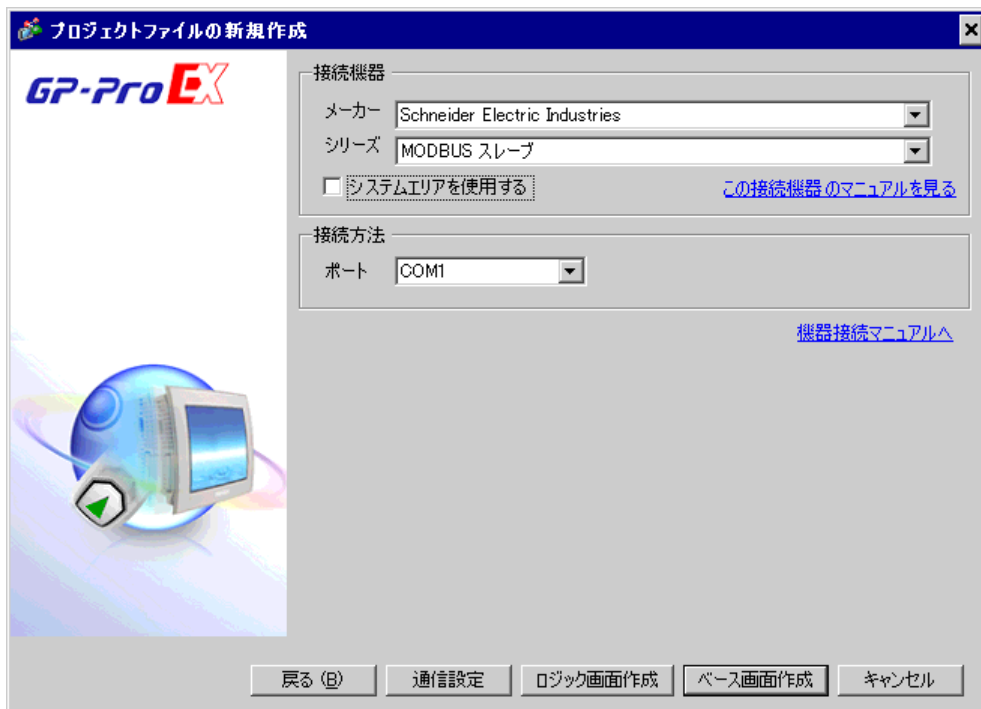 プロジェクトファイルの新規作成
GP-Pro EX
接続機器
メーカー Schneider Electric Industries
シリーズ MODBUS スレーブ
システムエリアを使用する この接続機器のマニュアルを見る
接続方法
ポート COM1
機器接続マニュアルへ
戻る (B) 通信設定 ロジック画面作成 ベース画面作成 キャンセル